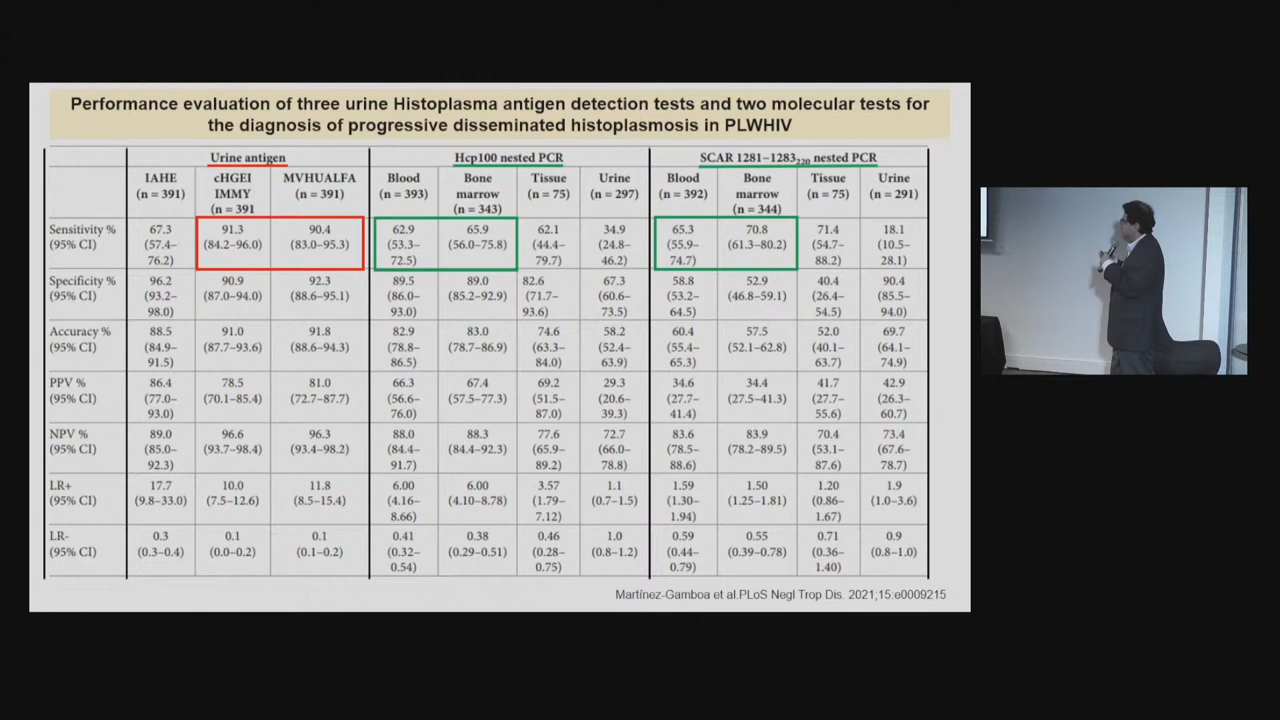 Performance evaluation of three urine Histoplasma antigen detection tests and two molecular tests for
the diagnosis of progressive disseminated histoplasmosis in PLWHIV
Urine antigen Hcp100 nested PCR SCAR 1281–1283220 nested PCR
IAHE (n = 391) cHGEI IMMY (n = 391 MVHUALFA (n = 391) Blood (n = 393) Bone marrow (n = 343) Tissue (n = 75) Urine (n = 297) Blood (n = 392) Bone marrow (n = 344) Tissue (n = 75) Urine (n = 291)
Sensitivity % (95% CI) 67.3 (57.4–76.2) 91.3 (84.2–96.0) 90.4 (83.0–95.3) 62.9 (53.3–72.5) 65.9 (56.0–75.8) 62.1 (44.4–79.7) 34.9 (24.8–46.2) 65.3 (55.9–74.7) 70.8 (61.3–80.2) 71.4 (54.7–88.2) 18.1 (10.5–28.1)
Specificity % (95% CI) 96.2 (93.2–98.0) 90.9 (87.0–94.0) 92.3 (88.6–95.1) 89.5 (86.0–93.0) 89.0 (85.2–92.9) 82.6 (71.7–93.6) 67.3 (60.6–73.5) 58.8 (53.2–64.5) 52.9 (46.8–59.1) 40.4 (26.4–54.5) 90.4 (85.5–94.0)
Accuracy % (95% CI) 88.5 (84.9–91.5) 91.0 (87.7–93.6) 91.8 (88.6–94.3) 82.9 (78.8–86.5) 83.0 (78.7–86.9) 74.6 (63.3–84.0) 58.2 (52.4–63.9) 60.4 (55.4–65.3) 57.5 (52.1–62.8) 52.0 (40.1–63.7) 69.7 (64.1–74.9)
PPV % (95% CI) 86.4 (77.0–93.0) 78.5 (70.1–85.4) 81.0 (72.7–87.7) 66.3 (56.6–76.0) 67.4 (57.5–77.3) 69.2 (51.5–87.0) 29.3 (20.6–39.3) 34.6 (27.7–41.4) 34.4 (27.5–41.3) 41.7 (27.7–55.6) 42.9 (26.3–60.7)
NPV % (95% CI) 89.0 (85.0–92.3) 96.6 (93.7–98.4) 96.3 (93.4–98.2) 88.0 (84.4–91.7) 88.3 (84.4–92.3) 77.6 (65.9–89.2) 72.7 (66.0–78.8) 83.6 (78.5–88.6) 83.9 (78.2–89.5) 70.4 (53.1–87.6) 73.4 (67.6–78.7)
LR+ (95% CI) 17.7 (9.8–33.0) 10.0 (7.5–12.6) 11.8 (8.5–15.4) 6.00 (4.16–8.66) 6.00 (4.10–8.78) 3.57 (1.79–7.12) 1.1 (0.7–1.5) 1.59 (1.30–1.94) 1.50 (1.25–1.81) 1.20 (0.86–1.67) 1.9 (1.0–3.6)
LR- (95% CI) 0.3 (0.3–0.4) 0.1 (0.0–0.2) 0.1 (0.1–0.2) 0.41 (0.32–0.54) 0.38 (0.29–0.51) 0.46 (0.28–0.75) 1.0 (0.8–1.2) 0.59 (0.44–0.79) 0.55 (0.39–0.78) 0.71 (0.36–1.40) 0.9 (0.8–1.0)
Martínez-Gamboa et al.PLoS Negl Trop Dis. 2021;15:e0009215